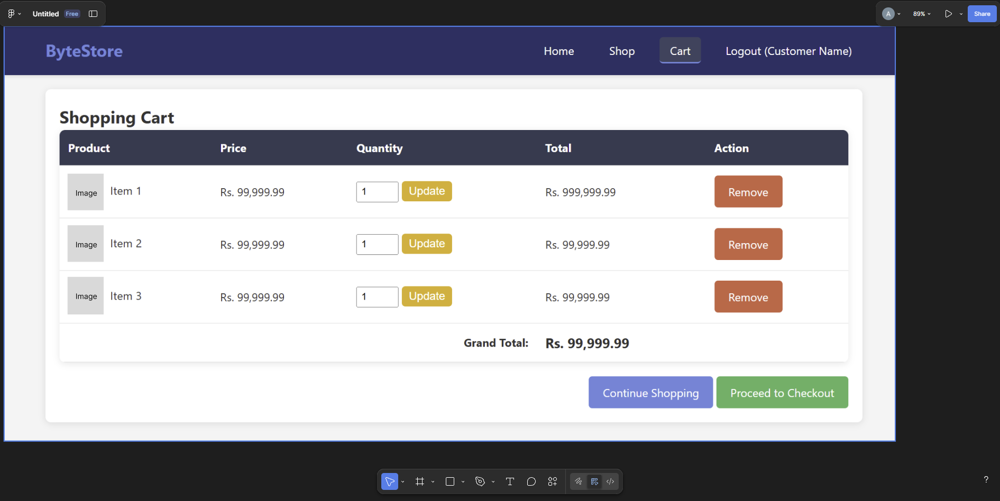 Untitled Free
A 89% Share
ByteStore Home Shop Cart Logout (Customer Name)
Shopping Cart
Product Price Quantity Total Action
Image Item 1 Rs. 99,999.99 1 Update Rs. 999,999.99 Remove
Image Item 2 Rs. 99,999.99 1 Update Rs. 99,999.99 Remove
Image Item 3 Rs. 99,999.99 1 Update Rs. 99,999.99 Remove
Grand Total: Rs. 99,999.99
Continue Shopping Proceed to Checkout
?